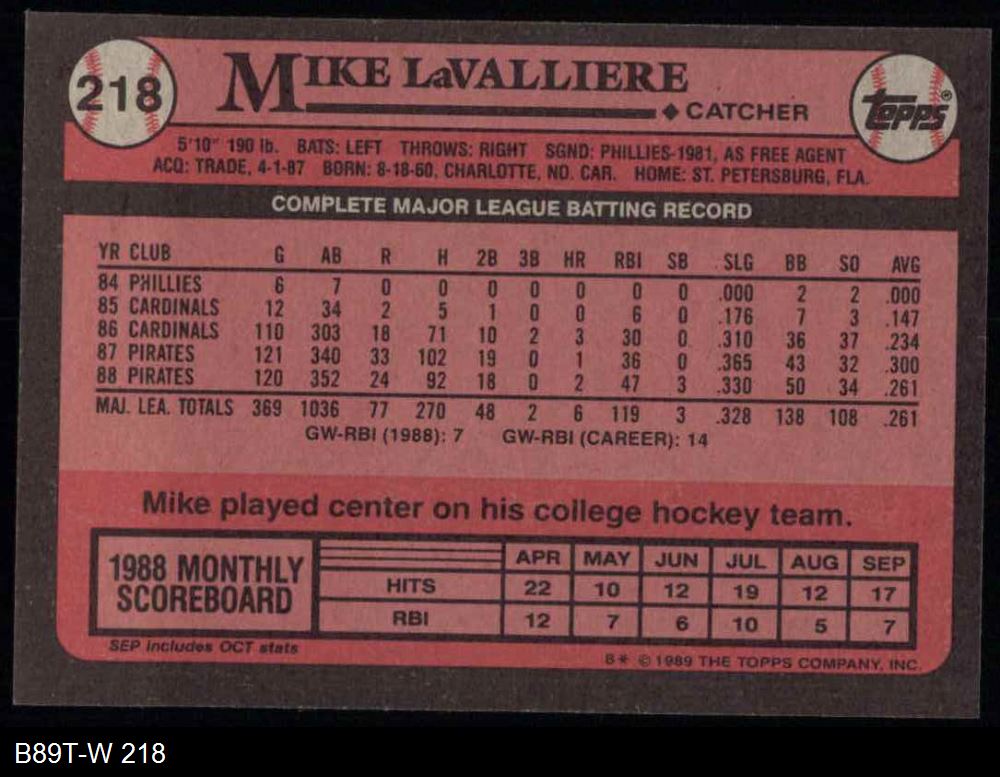 218
MIKE LaVALLIERE
◆ CATCHER
Topps®
5'10" 190 lb. BATS: LEFT THROWS: RIGHT SGND: PHILLIES-1981, AS FREE AGENT
ACQ: TRADE, 4-1-87 BORN: 8-18-60, CHARLOTTE, NO. CAR. HOME: ST. PETERSBURG, FLA.
COMPLETE MAJOR LEAGUE BATTING RECORD
YR CLUB G AB R H 2B 3B HR RBI SB SLG BB SO AVG
84 PHILLIES 6 7 0 0 0 0 0 0 0 .000 2 2 .000
85 CARDINALS 12 34 2 5 1 0 0 6 0 .176 7 3 .147
86 CARDINALS 110 303 18 71 10 2 3 30 0 .310 36 37 .234
87 PIRATES 121 340 33 102 19 0 1 36 0 .365 43 32 .300
88 PIRATES 120 352 24 92 18 0 2 47 3 .330 50 34 .261
MAJ. LEA. TOTALS 369 1036 77 270 48 2 6 119 3 .328 138 108 .261
GW-RBI (1988): 7 GW-RBI (CAREER): 14
Mike played center on his college hockey team.
1988 MONTHLY
SCOREBOARD
APR MAY JUN JUL AUG SEP
HITS 22 10 12 19 12 17
RBI 12 7 6 10 5 7
SEP includes OCT stats
B* © 1989 THE TOPPS COMPANY, INC.
B89T-W 218